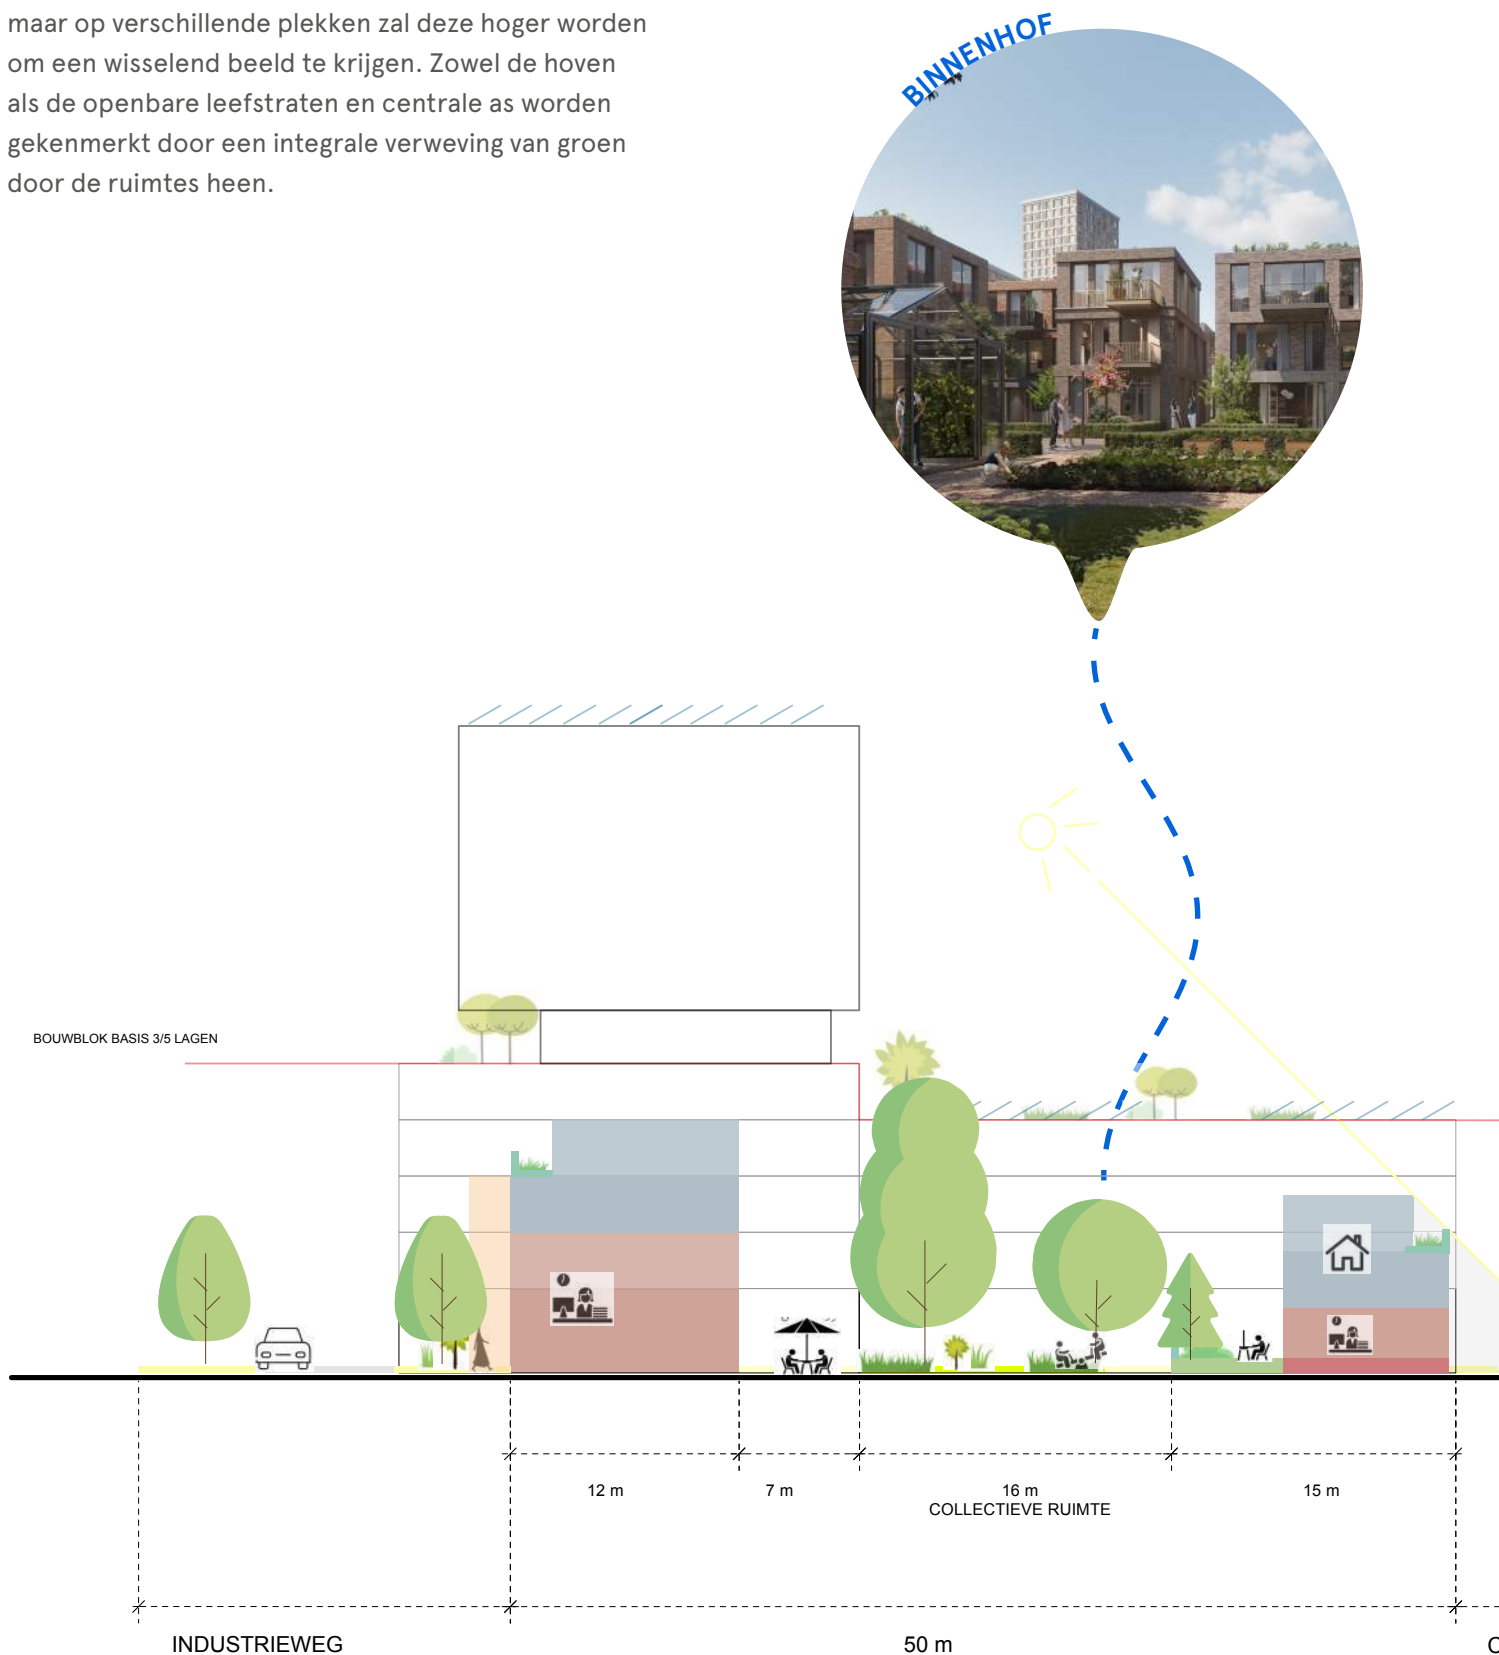 maar op verschillende plekken zal deze hoger worden
om een wisselend beeld te krijgen. Zowel de hoven
als de openbare leefstraten en centrale as worden
gekenmerkt door een integrale verweving van groen
door de ruimtes heen.
BINNENHOF
BOUWBLOK BASIS 3/5 LAGEN
12 m
7 m
16 m
15 m
COLLECTIEVE RUIMTE
INDUSTRIEWEG
50 m